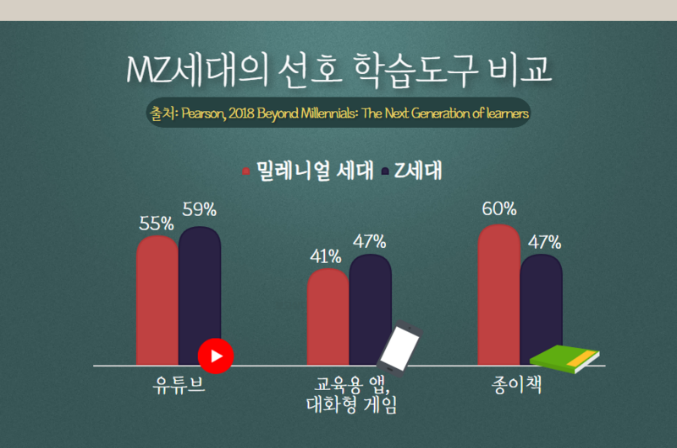 MZ세대의 선호 학습도구 비교
출처: Pearson, 2018 Beyond Millennials: The Next Generation of learners
밀레니얼 세대 Z세대
55% 59% 41% 47% 60% 47%
유튜브 교육용 앱, 종이책
대화형 게임